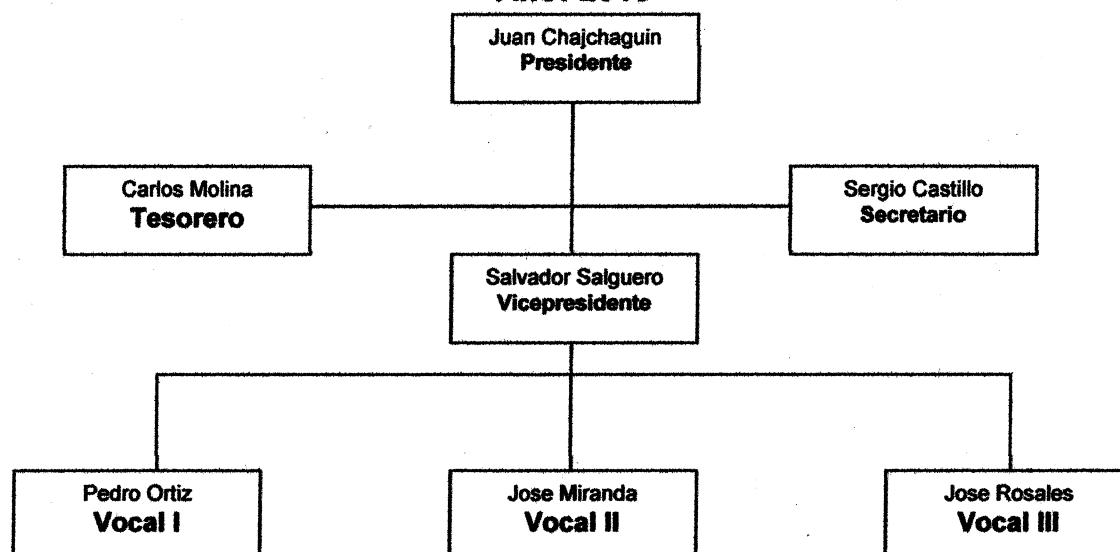 Juan Chajchaguin
Presidente
Carlos Molina
Tesorero
Sergio Castillo
Secretario
Salvador Salguero
Vicepresidente
Pedro Ortiz
Vocal I
Jose Miranda
Vocal II
Jose Rosales
Vocal III